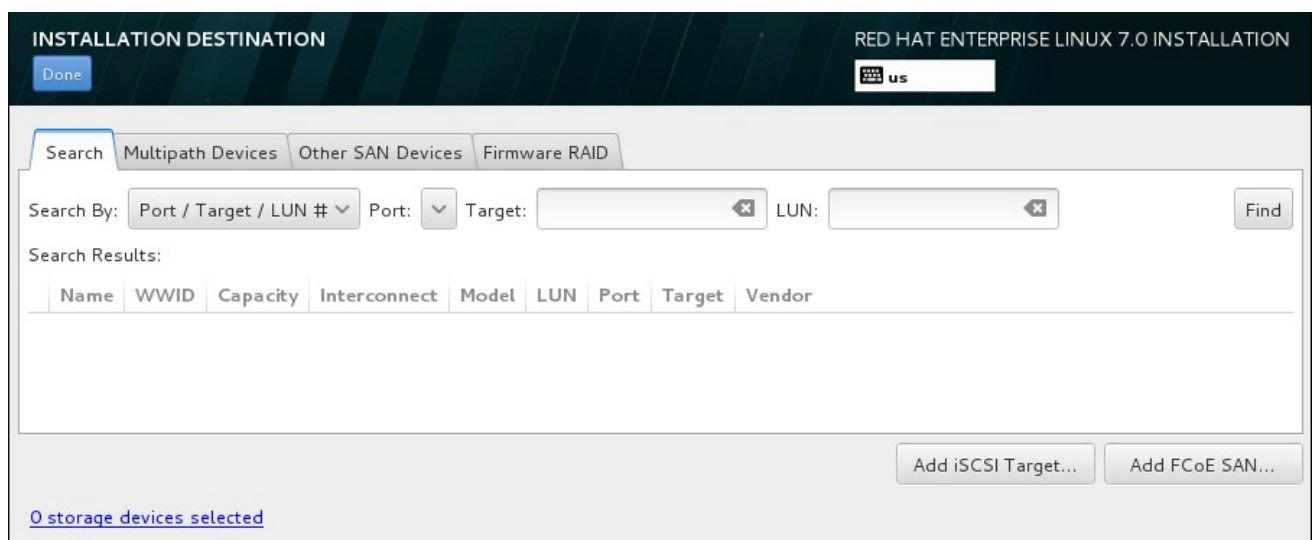 INSTALLATION DESTINATION
RED HAT ENTERPRISE LINUX 7.0 INSTALLATION
Done
us
Search Multipath Devices Other SAN Devices Firmware RAID
Search By: Port / Target / LUN # Port: Target: LUN: Find
Search Results:
Name WWID Capacity Interconnect Model LUN Port Target Vendor
Add iSCSI Target... Add FCoE SAN...
0 storage devices selected